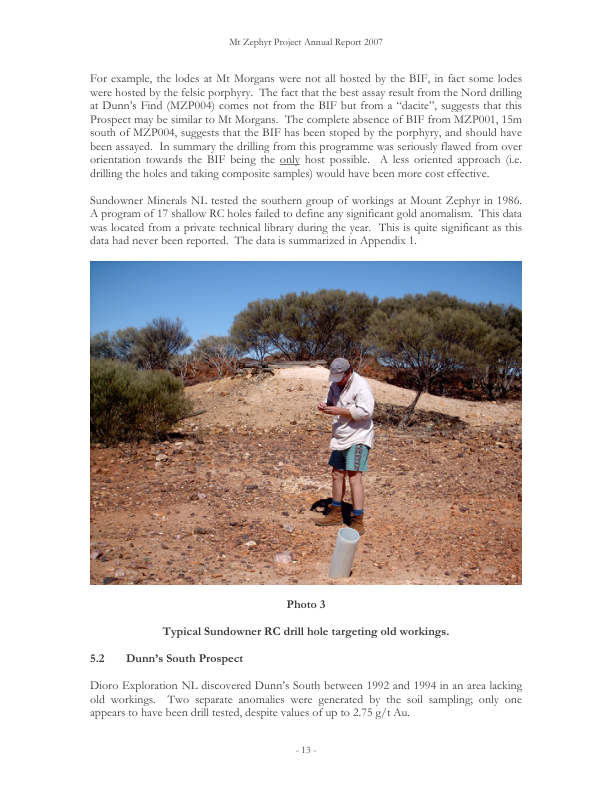 Mt Zephyr Project Annual Report 2007
For example, the lodes at Mt Morgans were not all hosted by the BIF, in fact some lodes
were hosted by the felsic porphyry. The fact that the best assay result from the Nord drilling
at Dunn's Find (MZP004) comes not from the BIF but from a “dacite”, suggests that this
Prospect may be similar to Mt Morgans. The complete absence of BIF from MZP001, 15m
south of MZP004, suggests that the BIF has been stoped by the porphyry, and should have
been assayed. In summary the drilling from this programme was seriously flawed from over
orientation towards the BIF being the only host possible. A less oriented approach (i.e.
drilling the holes and taking composite samples) would have been more cost effective.
Sundowner Minerals NL tested the southern group of workings at Mount Zephyr in 1986.
A program of 17 shallow RC holes failed to define any significant gold anomalism. This data
was located from a private technical library during the year. This is quite significant as this
data had never been reported. The data is summarized in Appendix 1.
Photo 3
Typical Sundowner RC drill hole targeting old workings.
5.2 Dunn's South Prospect
Dioro Exploration NL discovered Dunn's South between 1992 and 1994 in an area lacking
old workings. Two separate anomalies were generated by the soil sampling; only one
appears to have been drill tested, despite values of up to 2.75 g/t Au.
- 13 -